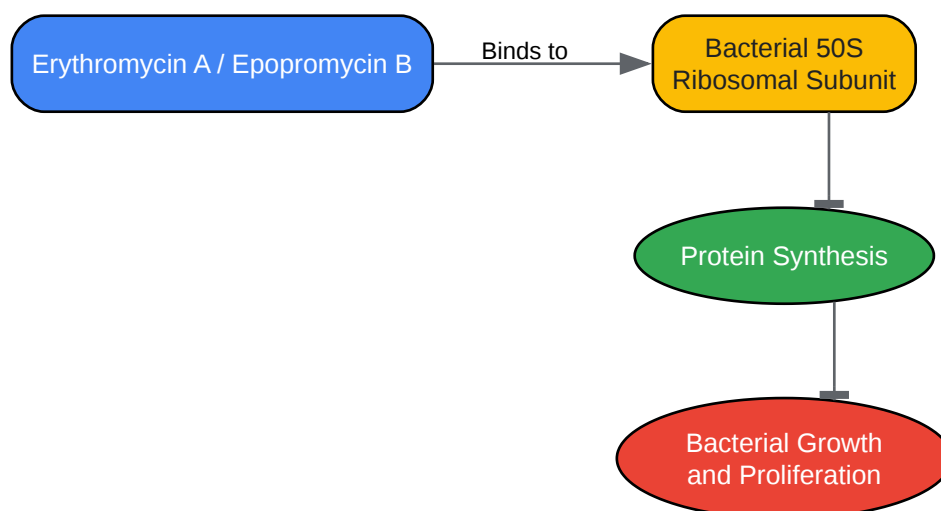 Erythromycin A / Epopromycin B
Binds to
Bacterial 50S
Ribosomal Subunit
Protein Synthesis
Bacterial Growth
and Proliferation